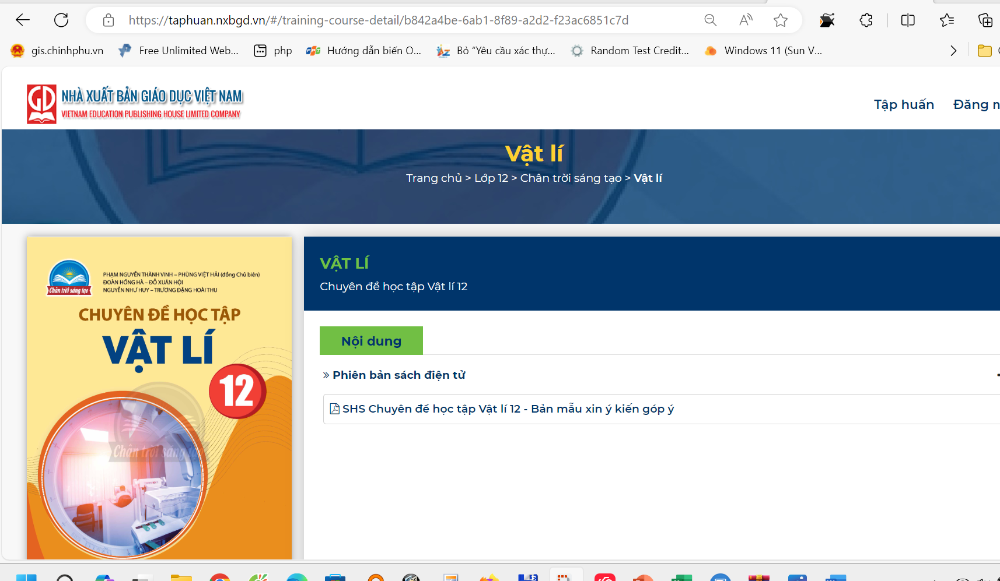 https://taphuan.nxbgd.vn/#/training-course-detail/b842a4be-6ab1-8f89-a2d2-f23ac6851c7d
gis.chinhphu.vn
Free Unlimited Web...
php
Hướng dẫn biến O...
Bỏ “Yêu cầu xác thự...
Random Test Credit...
Windows 11 (Sun V...
GD
NHÀ XUẤT BẢN GIÁO DỤC VIỆT NAM
VIETNAM EDUCATION PUBLISHING HOUSE LIMITED COMPANY
Tập huấn
Đăng n
Vật lí
Trang chủ > Lớp 12 > Chân trời sáng tạo > Vật lí
Chân trời sáng tạo
PHẠM NGUYỄN THÀNH VINH – PHÙNG VIỆT HẢI (đồng Chủ biên)
ĐOÀN HỒNG HÀ – ĐỖ XUÂN HỘI
NGUYỄN NHƯ HUY – TRƯƠNG ĐẶNG HOÀI THU
CHUYÊN ĐỀ HỌC TẬP
VẬT LÍ
12
Chân trời sáng tạo
VẬT LÍ
Chuyên đề học tập Vật lí 12
Nội dung
» Phiên bản sách điện tử
SHS Chuyên đề học tập Vật lí 12 - Bản mẫu xin ý kiến góp ý